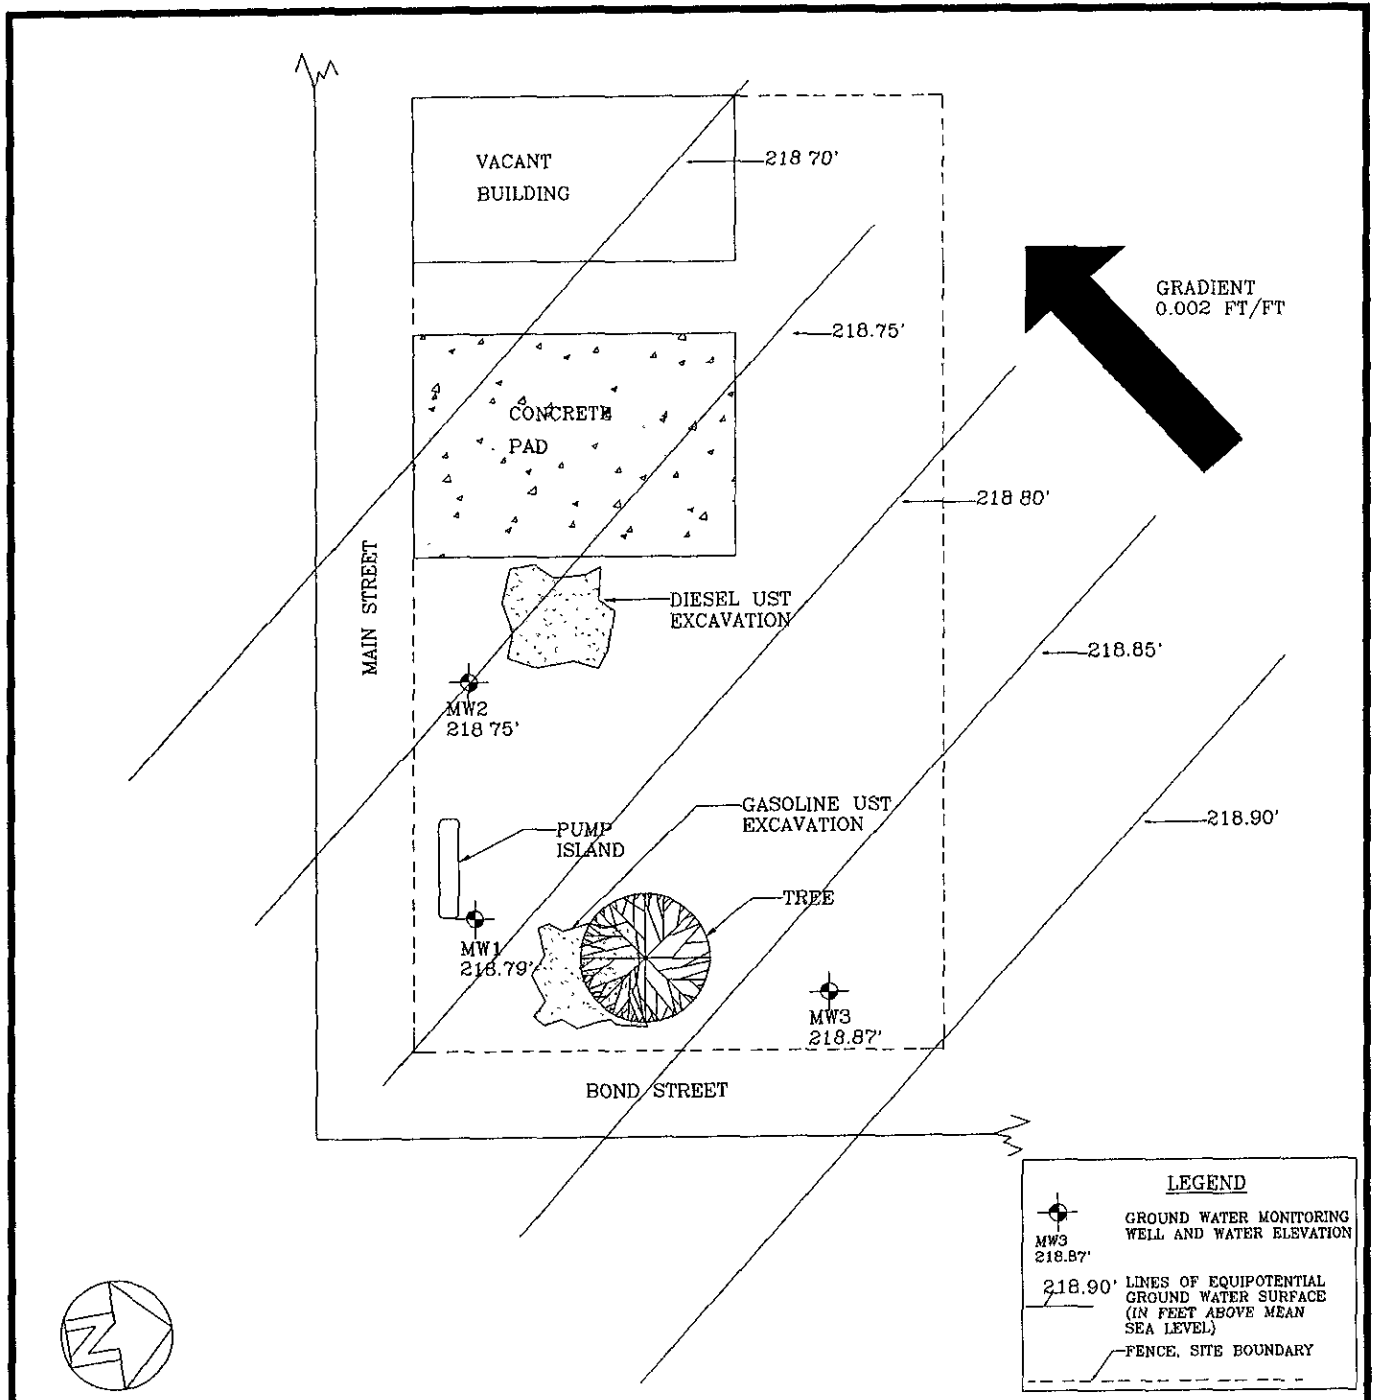 VACANT
BUILDING
218 70'
GRADIENT
0.002 FT/FT
218.75'
CONCRETE
PAD
218 80'
MAIN STREET
DIESEL UST
EXCAVATION
218.85'
MW2
218 75'
GASOLINE UST
EXCAVATION
218.90'
PUMP
ISLAND
TREE
MW1
218.79'
MW3
218.87'
BOND STREET
LEGEND
MW3
218.87'
GROUND WATER MONITORING
WELL AND WATER ELEVATION
218.90'
LINES OF EQUIPOTENTIAL
GROUND WATER SURFACE
(IN FEET ABOVE MEAN
SEA LEVEL)
FENCE, SITE BOUNDARY
N